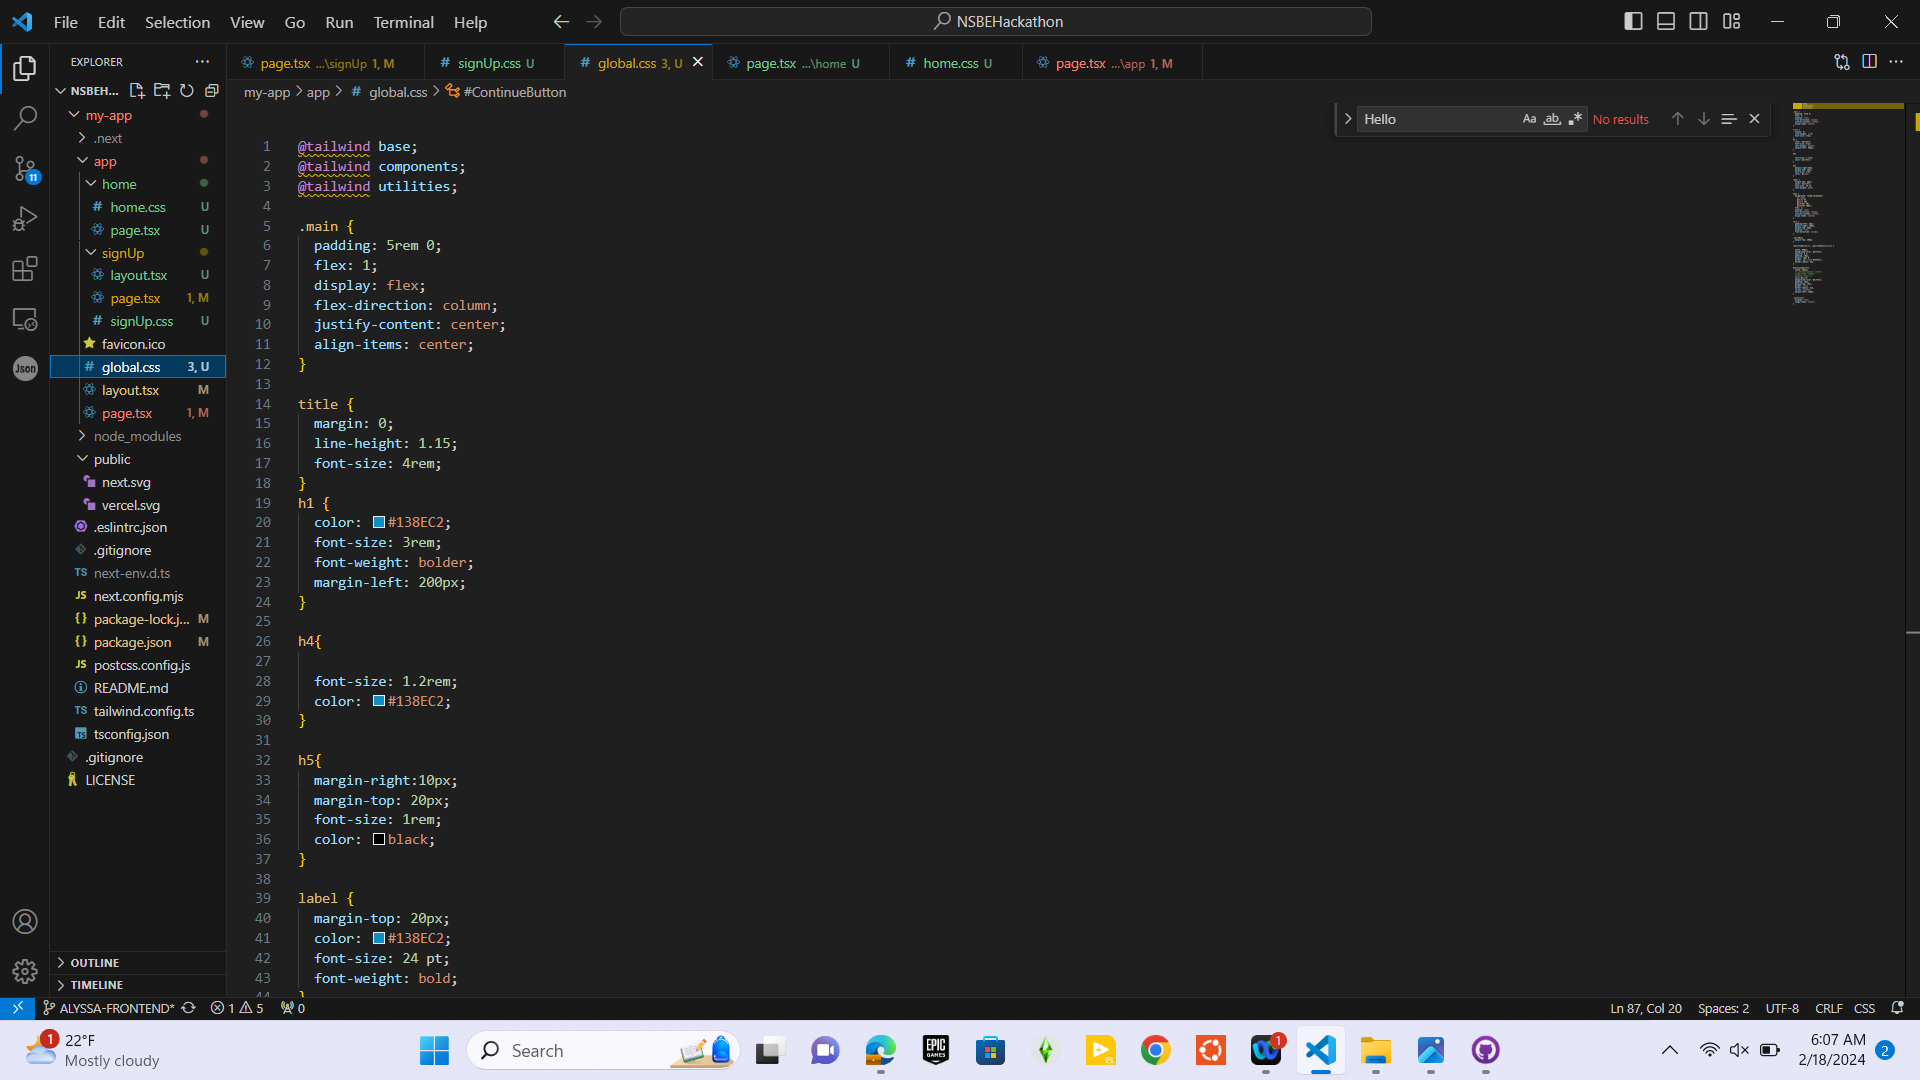 File Edit Selection View Go Run Terminal Help
NSBEHackathon
EXPLORER
page.tsx ...\signUp 1, M
signUp.css U
global.css 3, U
page.tsx ...\home U
home.css U
page.tsx ...\app 1, M
NSBEH...
my-app > app > # global.css > #ContinueButton
Hello
Aa
ab
No results
my-app
.next
app
home
# home.css U
page.tsx U
signUp
layout.tsx U
page.tsx 1, M
# signUp.css U
favicon.ico
# global.css 3, U
layout.tsx M
page.tsx 1, M
node_modules
public
next.svg
vercel.svg
.eslintrc.json
.gitignore
TS next-env.d.ts
JS next.config.mjs
{} package-lock.j... M
{} package.json M
JS postcss.config.js
README.md
TS tailwind.config.ts
tsconfig.json
.gitignore
LICENSE
11
Json
OUTLINE
TIMELINE
1 @tailwind base;
2 @tailwind components;
3 @tailwind utilities;
4
5 .main {
6 padding: 5rem 0;
7 flex: 1;
8 display: flex;
9 flex-direction: column;
10 justify-content: center;
11 align-items: center;
12 }
13
14 title {
15 margin: 0;
16 line-height: 1.15;
17 font-size: 4rem;
18 }
19 h1 {
20 color: #138EC2;
21 font-size: 3rem;
22 font-weight: bolder;
23 margin-left: 200px;
24 }
25
26 h4{
27
28 font-size: 1.2rem;
29 color: #138EC2;
30 }
31
32 h5{
33 margin-right:10px;
34 margin-top: 20px;
35 font-size: 1rem;
36 color: black;
37 }
38
39 label {
40 margin-top: 20px;
41 color: #138EC2;
42 font-size: 24 pt;
43 font-weight: bold;
44 }
ALYSSA-FRONTEND* 1 5 0
Ln 87, Col 20 Spaces: 2 UTF-8 CRLF CSS
1
22°F
Mostly cloudy
Search
EPIC GAMES
21
1
6:07 AM
2/18/2024
2